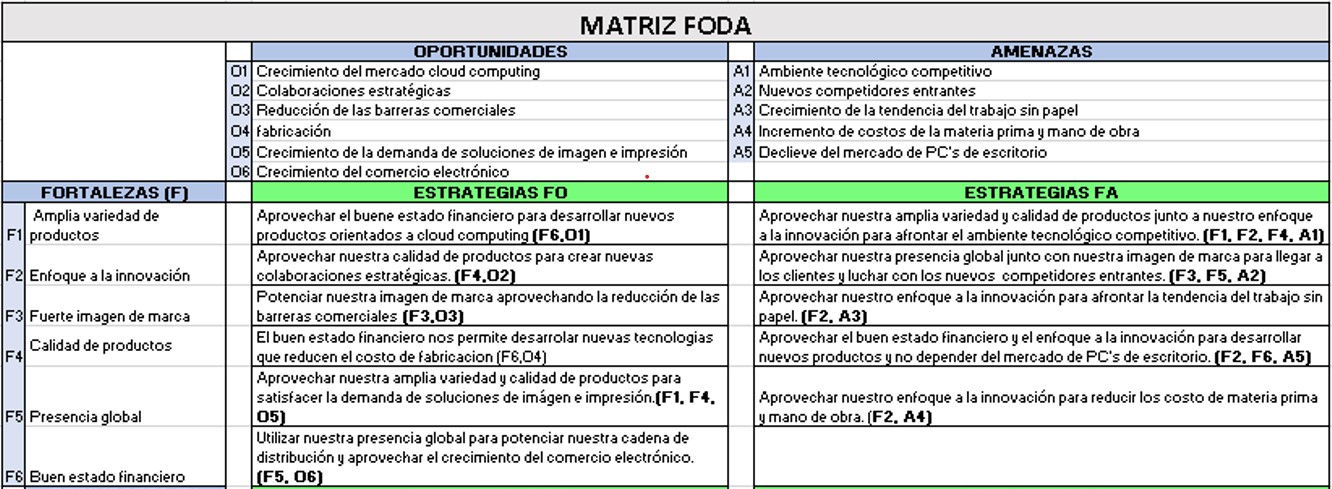 MATRIZ FODA
OPORTUNIDADES
AMENAZAS
O1 Crecimiento del mercado cloud computing
A1 Ambiente tecnológico competitivo
O2 Colaboraciones estratégicas
A2 Nuevos competidores entrantes
O3 Reducción de las barreras comerciales
A3 Crecimiento de la tendencia del trabajo sin papel
O4 fabricación
A4 Incremento de costos de la materia prima y mano de obra
O5 Crecimiento de la demanda de soluciones de imagen e impresión
A5 Declieve del mercado de PC's de escritorio
O6 Crecimiento del comercio electrónico
FORTALEZAS (F)
ESTRATEGIAS FO
ESTRATEGIAS FA
F1 Amplia variedad de
productos
Aprovechar el buene estado financiero para desarrollar nuevos
productos orientados a cloud computing (F6,O1)
Aprovechar nuestra amplia variedad y calidad de productos junto a nuestro enfoque
a la innovación para afrontar el ambiente tecnológico competitivo. (F1, F2, F4, A1)
F2 Enfoque a la innovación
Aprovechar nuestra calidad de productos para crear nuevas
colaboraciones estratégicas. (F4,O2)
Aprovechar nuestra presencia global junto con nuestra imagen de marca para llegar a
los clientes y luchar con los nuevos competidores entrantes. (F3, F5, A2)
F3 Fuerte imagen de marca
Potenciar nuestra imagen de marca aprovechando la reducción de las
barreras comerciales (F3,O3)
Aprovechar nuestro enfoque a la innovación para afrontar la tendencia del trabajo sin
papel. (F2, A3)
F4 Calidad de productos
El buen estado financiero nos permite desarrolar nuevas tecnologias
que reducen el costo de fabricacion (F6,O4)
Aprovechar el buen estado financiero y el enfoque a la innovación para desarrollar
nuevos productos y no depender del mercado de PC's de escritorio. (F2, F6, A5)
F5 Presencia global
Aprovechar nuestra amplia variedad y calidad de productos para
satisfacer la demanda de soluciones de imágen e impresión.(F1, F4,
O5)
Aprovechar nuestro enfoque a la innovación para reducir los costo de materia prima
y mano de obra. (F2, A4)
F6 Buen estado financiero
Utilizar nuestra presencia global para potenciar nuestra cadena de
distribución y aprovechar el crecimiento del comercio electrónico.
(F5, O6)